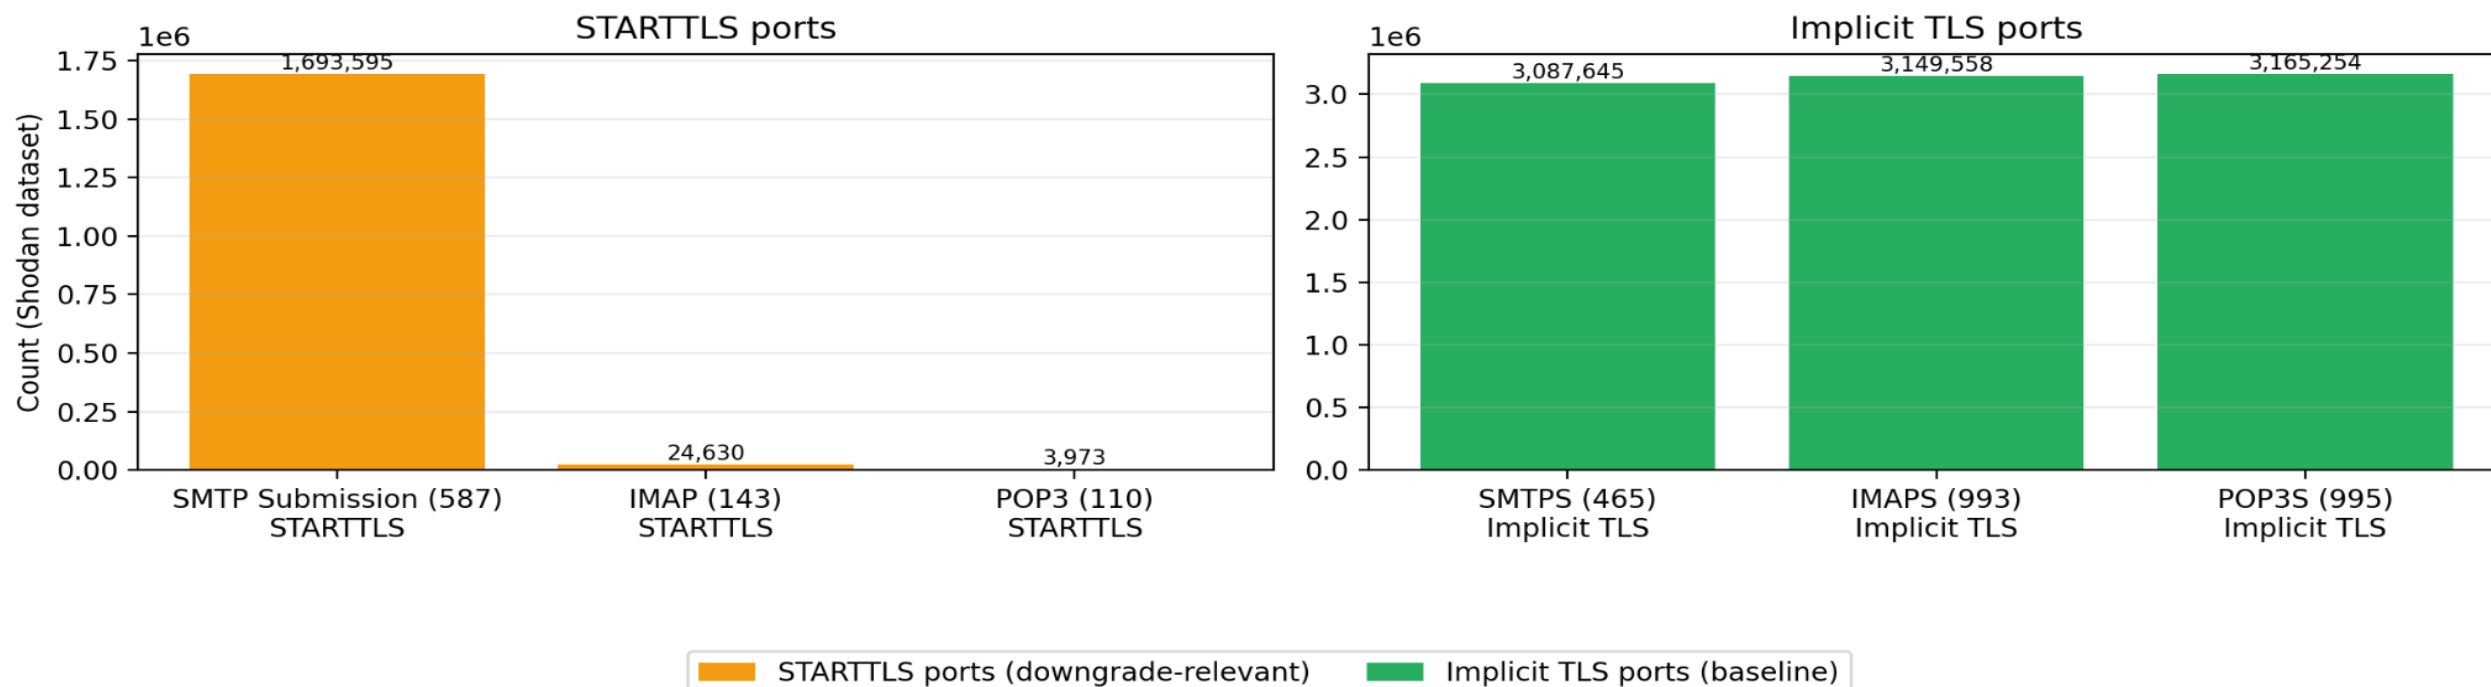 STARTTLS ports
1e6
Count (Shodan dataset)
1.75
1.50
1.25
1.00
0.75
0.50
0.25
0.00
1,693,595
24,630
3,973
SMTP Submission (587)
STARTTLS
IMAP (143)
STARTTLS
POP3 (110)
STARTTLS
Implicit TLS ports
1e6
3.0
2.5
2.0
1.5
1.0
0.5
0.0
3,087,645
3,149,558
3,165,254
SMTPS (465)
Implicit TLS
IMAPS (993)
Implicit TLS
POP3S (995)
Implicit TLS
STARTTLS ports (downgrade-relevant)
Implicit TLS ports (baseline)